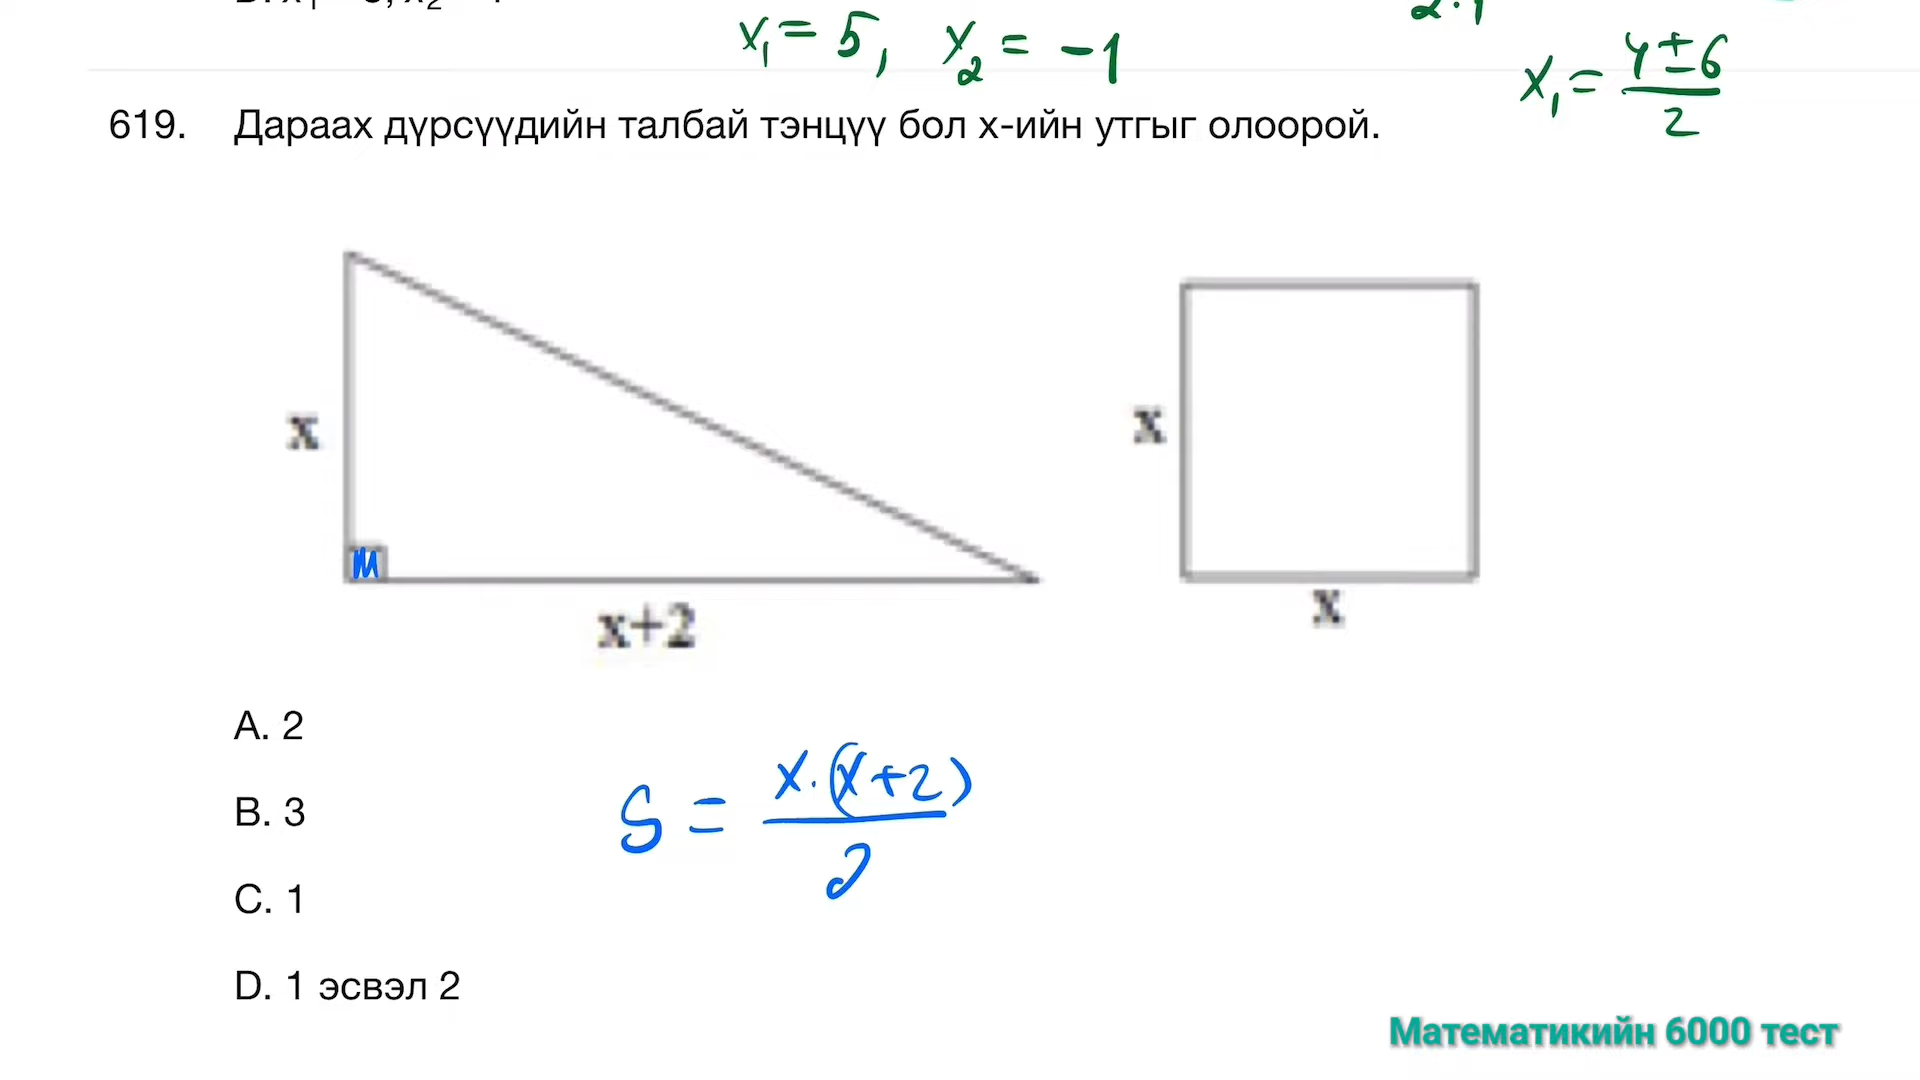 x₁ = 5, x₂ = -1
x₁ = 4±6 / 2
619. Дараах дүрсүүдийн талбай тэнцүү бол x-ийн утгыг олоорой.
x
x+2
x
x
A. 2
B. 3
C. 1
D. 1 эсвэл 2
S = x·(x+2) / 2
Математикийн 6000 тест